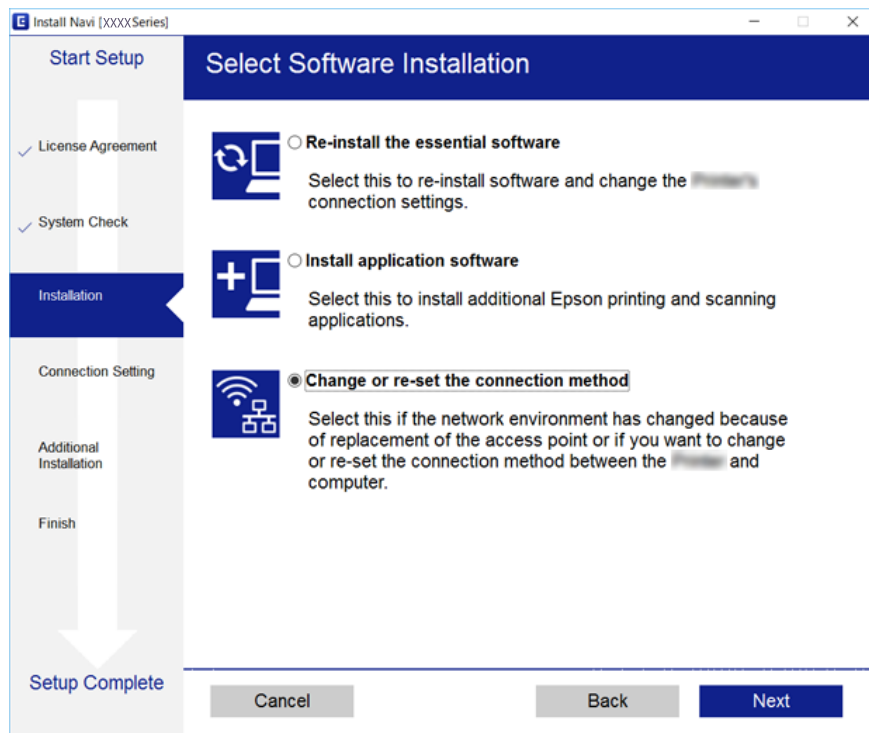 E Install Navi [XXXX Series]
Start Setup
License Agreement
System Check
Installation
Connection Setting
Additional
Installation
Finish
Setup Complete
Select Software Installation
Re-install the essential software
Select this to re-install software and change the
connection settings.
Install application software
Select this to install additional Epson printing and scanning
applications.
Change or re-set the connection method
Select this if the network environment has changed because
of replacement of the access point or if you want to change
or re-set the connection method between the and
computer.
Cancel
Back
Next